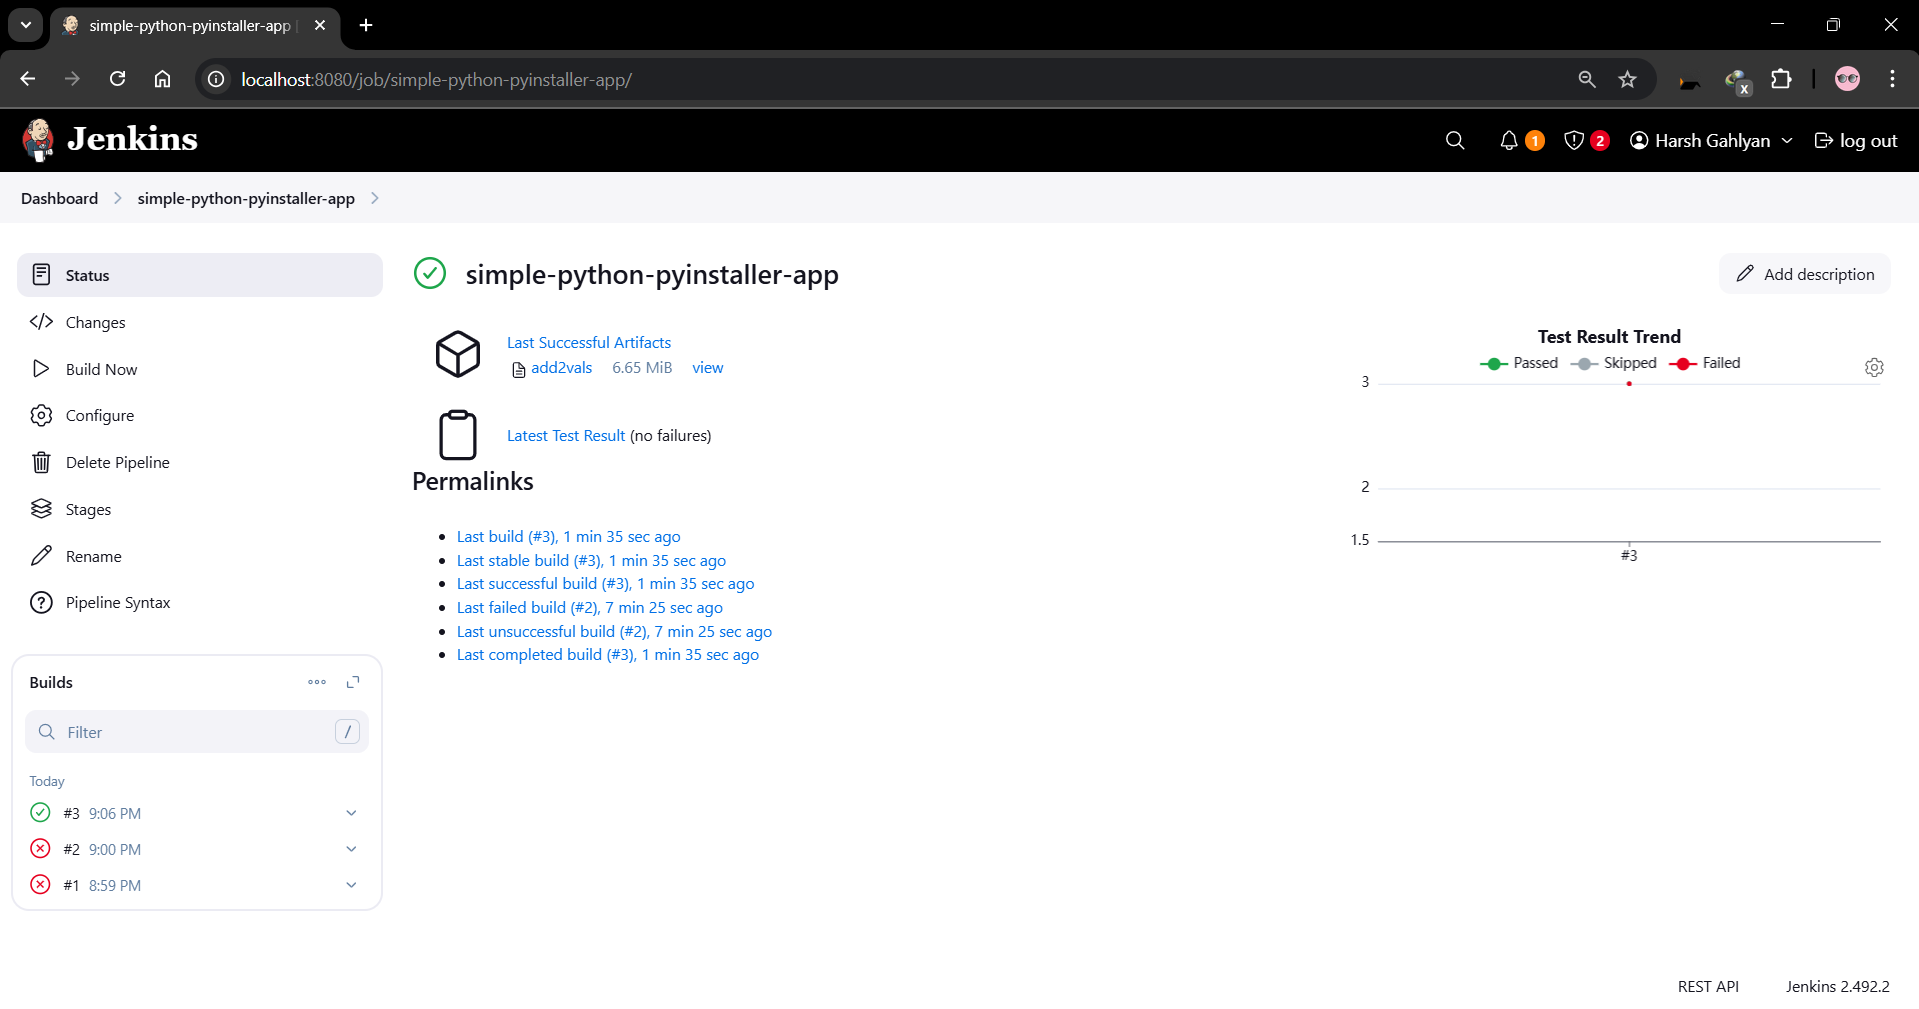 simple-python-pyinstaller-app
localhost:8080/job/simple-python-pyinstaller-app/
x
Jenkins
1
2
Harsh Gahlyan
log out
Dashboard
simple-python-pyinstaller-app
Status
Changes
Build Now
Configure
Delete Pipeline
Stages
Rename
Pipeline Syntax
Builds
Filter
/
Today
#3 9:06 PM
#2 9:00 PM
#1 8:59 PM
simple-python-pyinstaller-app
Add description
Last Successful Artifacts
add2vals 6.65 MiB view
Latest Test Result (no failures)
Permalinks
Last build (#3), 1 min 35 sec ago
Last stable build (#3), 1 min 35 sec ago
Last successful build (#3), 1 min 35 sec ago
Last failed build (#2), 7 min 25 sec ago
Last unsuccessful build (#2), 7 min 25 sec ago
Last completed build (#3), 1 min 35 sec ago
Test Result Trend
Passed Skipped Failed
3
2
1.5
#3
REST API
Jenkins 2.492.2